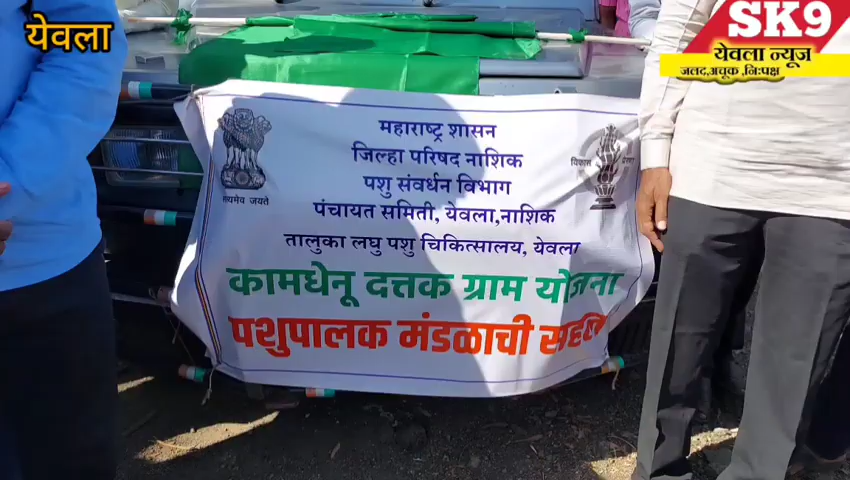 येवला
SK9
येवला न्यूज
जलद,अचूक ,नि:पक्ष
महाराष्ट्र शासन
जिल्हा परिषद नाशिक
पशु संवर्धन विभाग
पंचायत समिती, येवला,नाशिक
तालुका लघु पशु चिकित्सालय, येवला
कामधेनू दत्तक ग्राम योजना
पशुपालक मंडळाची सहल
सत्यमेव जयते
विकास